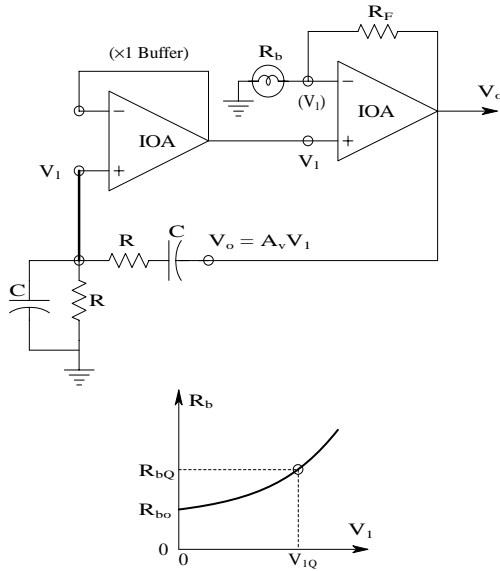 R_F
(×1 Buffer)
R_b
−
−
(V_1)
V_o
IOA
IOA
V_1
+
V_1
+
R
C
V_o = A_vV_1
C
R
R_b
R_bQ
R_bo
0
0
V_1Q
V_1